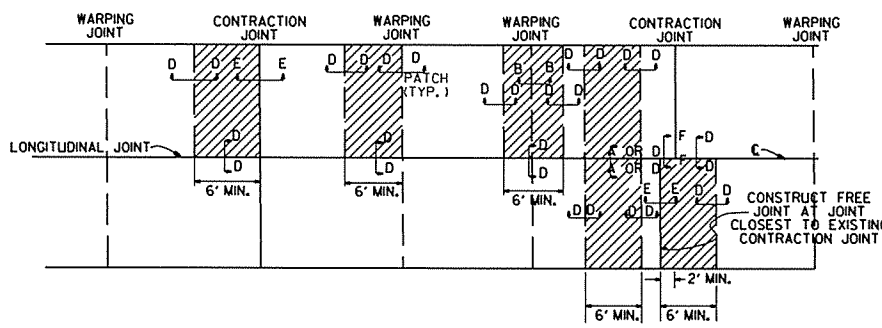 WARPING JOINT
CONTRACTION JOINT
WARPING JOINT
WARPING JOINT
CONTRACTION JOINT
WARPING JOINT
D D E E
D D D D
PATCH
(TYP.)
B B
D D D D
D D D D
LONGITUDINAL JOINT
D
D
D
D
D
D
A OR D
A OR D
F D
F D
℄
6' MIN.
6' MIN.
6' MIN.
E E D D
D D D D
CONSTRUCT FREE
JOINT AT JOINT
CLOSEST TO EXISTING
CONTRACTION JOINT
2' MIN.
6' MIN.
6' MIN.